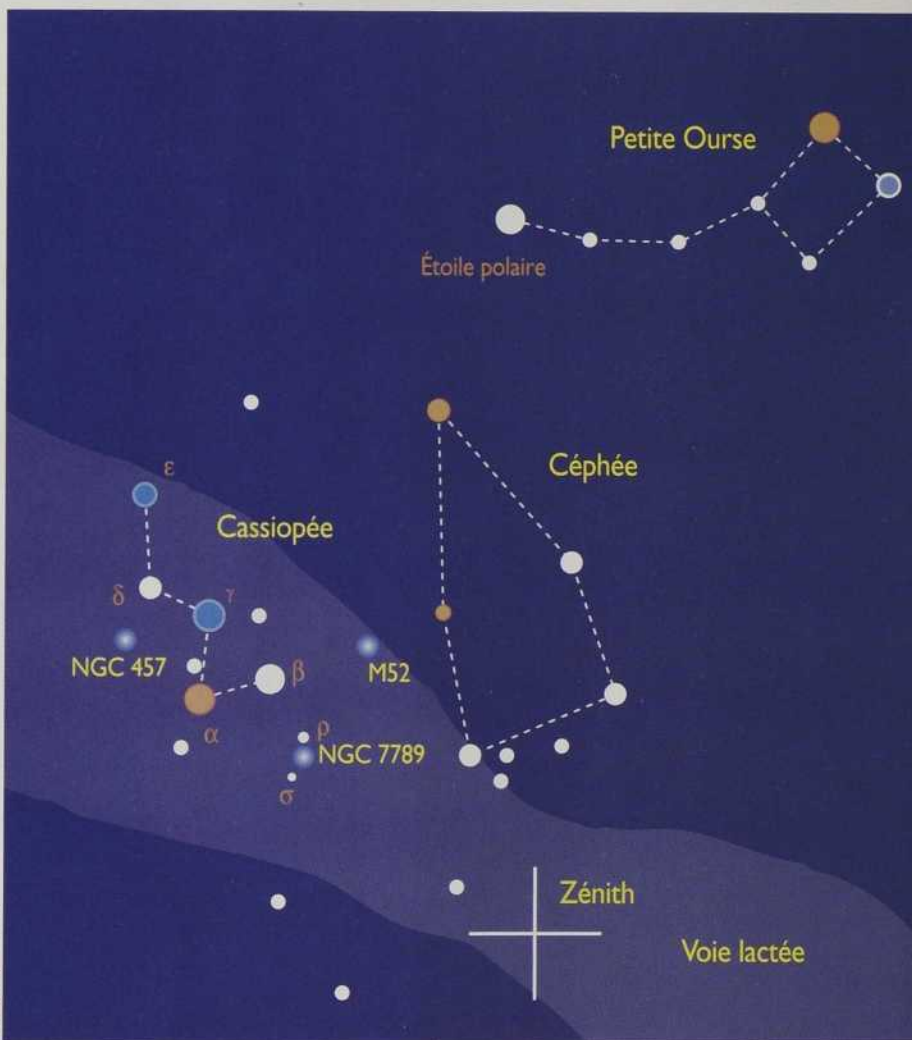 Petite Ourse
Étoile polaire
Céphée
ε
Cassiopée
δ
γ
NGC 457
β
M52
α
ρ
NGC 7789
σ
Zénith
Voie lactée